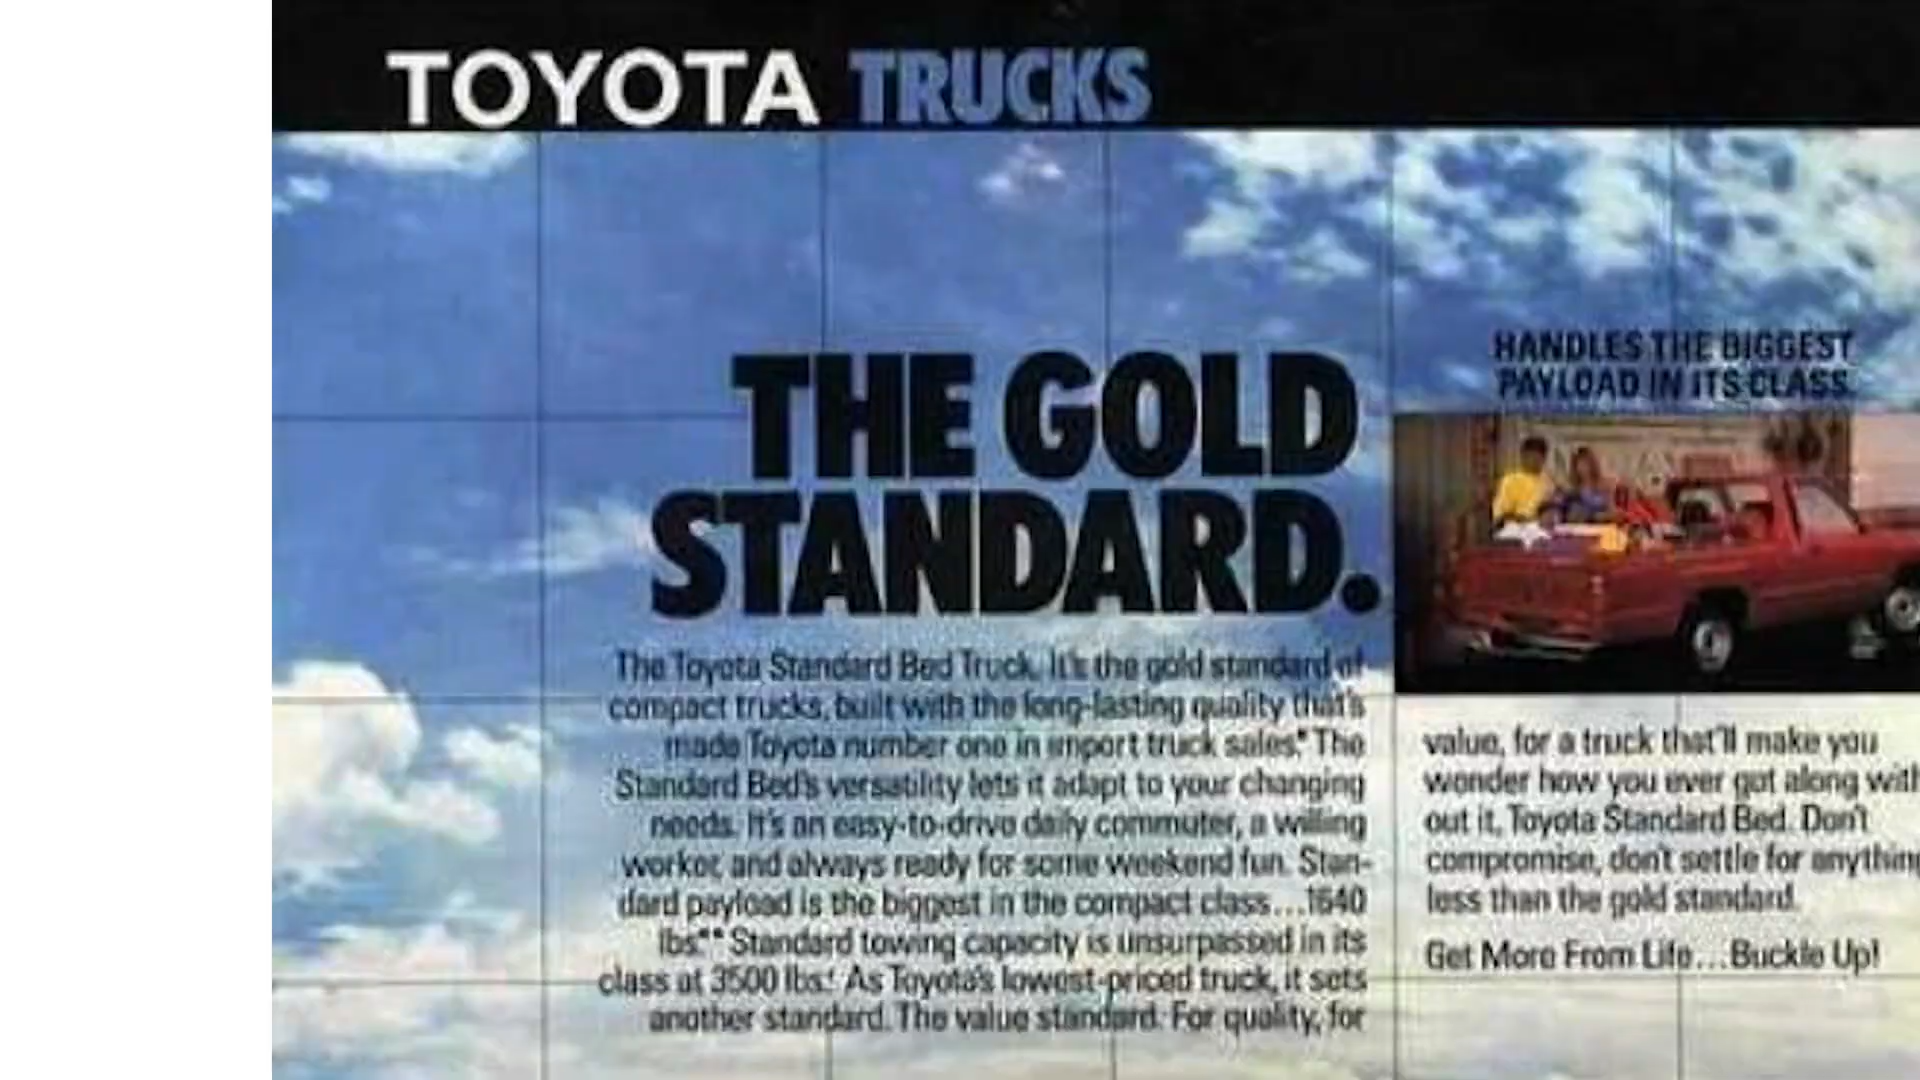 TOYOTA TRUCKS
THE GOLD
STANDARD.
The Toyota Standard Bed Truck. It's the gold standard of
compact trucks, built with the long-lasting quality that's
made Toyota number one in import truck sales.* The
Standard Bed's versatility lets it adapt to your changing
needs. It's an easy-to-drive daily commuter, a willing
worker, and always ready for some weekend fun. Stan-
dard payload is the biggest in the compact class...1640
lbs.** Standard towing capacity is unsurpassed in its
class at 3500 lbs.† As Toyota's lowest-priced truck, it sets
another standard. The value standard. For quality, for
HANDLES THE BIGGEST
PAYLOAD IN ITS CLASS.
value, for a truck that'll make you
wonder how you ever got along with
out it, Toyota Standard Bed. Don't
compromise, don't settle for anything
less than the gold standard.
Get More From Life...Buckle Up!